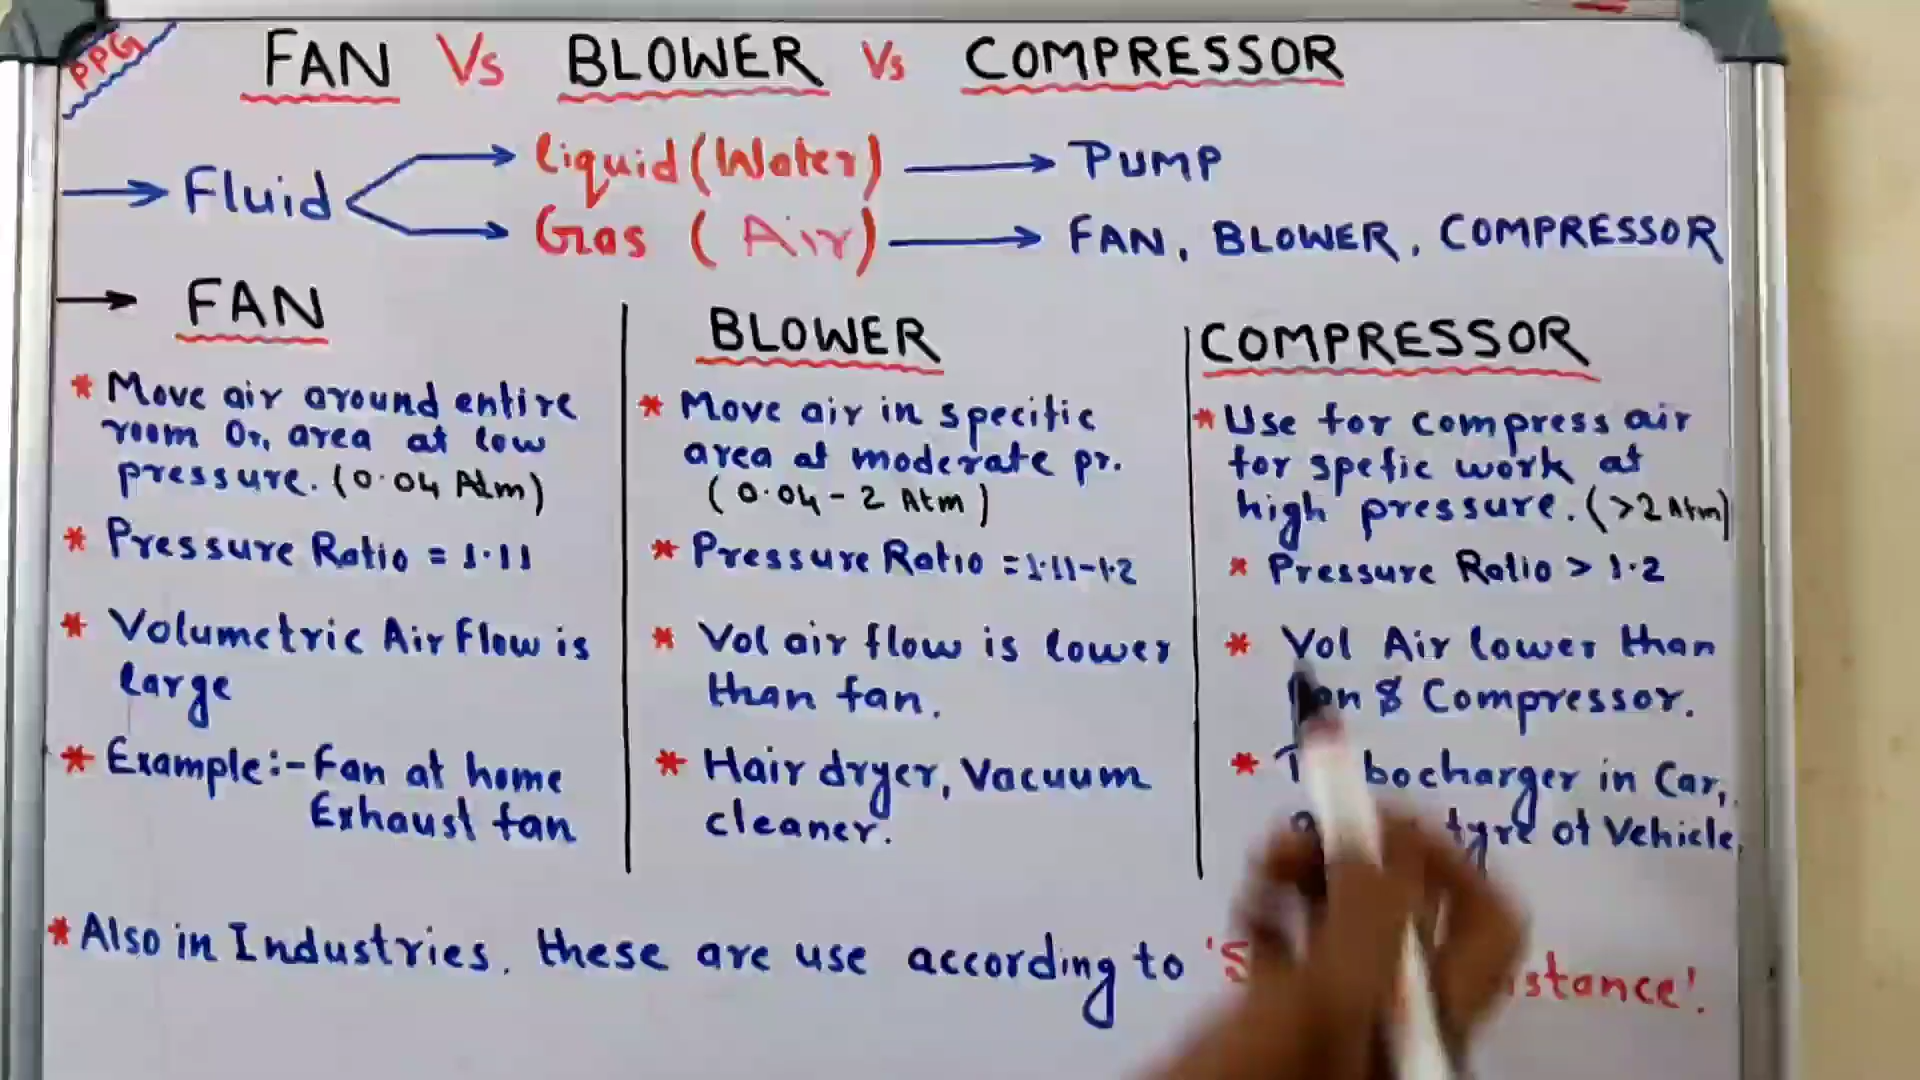 PPG
FAN Vs BLOWER Vs COMPRESSOR
Fluid
Liquid (Water)
PUMP
Gas (Air)
FAN, BLOWER, COMPRESSOR
FAN
* Move air around entire
room Or, area at low
pressure. (0.04 Atm)
* Pressure Ratio = 1.11
* Volumetric Air Flow is
large
* Example:- Fan at home
Exhaust fan
BLOWER
* Move air in specific
area at moderate pr.
(0.04 - 2 Atm)
* Pressure Ratio = 1.11-1.2
* Vol air flow is lower
than fan.
* Hair dryer, Vacuum
cleaner.
COMPRESSOR
* Use for compress air
for spefic work at
high pressure. (>2 Atm)
* Pressure Ratio > 1.2
* Vol Air lower than
& Compressor.
* in Car,
tyre of Vehicle.
* Also in Industries, these are use according to